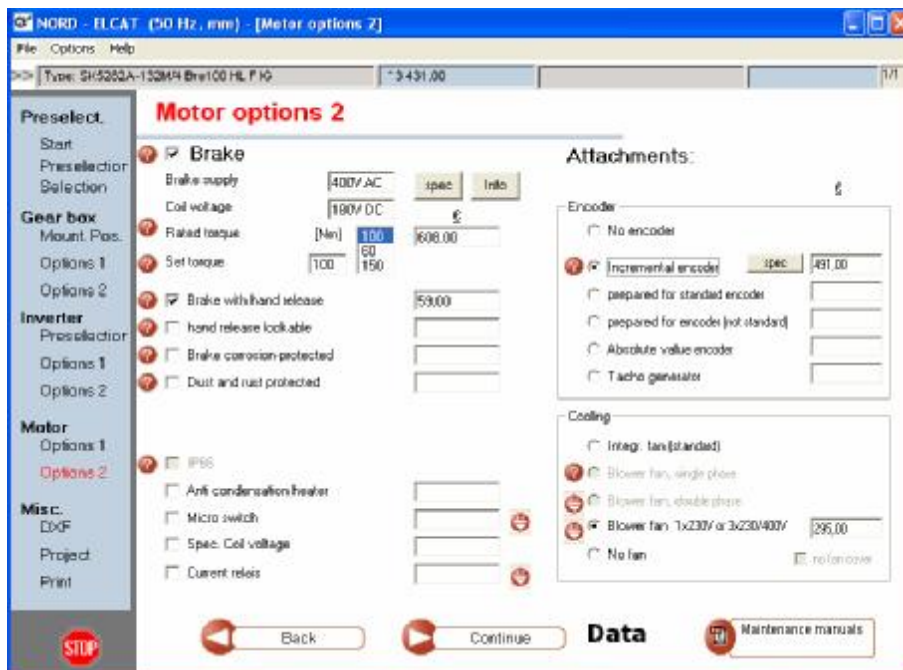 NORD - ELCAT (50 Hz, mm) - [Motor options 2]
File Options Help
>>> Type: SK5282A-132M/4 Bre100 HL F IG
3 431,00
1/1
Preselect.
Start
Preselection
Selection
Gear box
Mount. Pos.
Options 1
Options 2
Inverter
Preselection
Options 1
Options 2
Motor
Options 1
Options 2
Misc.
DXF
Project
Print
STOP
Motor options 2
Brake
Brake supply 400V AC spec Info
Coil voltage 180V DC
€
Rated torque [Nm] 100 608.00
60
Set torque 100 150
Brake with hand release 59,00
hand release lockable
Brake corrosion-protected
Dust and rust protected
IP66
Anti condensation heater
Micro switch
Spec. Coil voltage
Current relais
Attachments:
€
Encoder
No encoder
Incremental encoder spec 491,00
prepared for standard encoder
prepared for encoder (not standard)
Absolute value encoder
Tacho generator
Cooling
Integr. fan (standard)
Blower fan, single phase
Blower fan, double phase
Blower fan 1x230V or 3x230/400V 295,00
No fan no fan cover
Back Continue Data Maintenance manuals